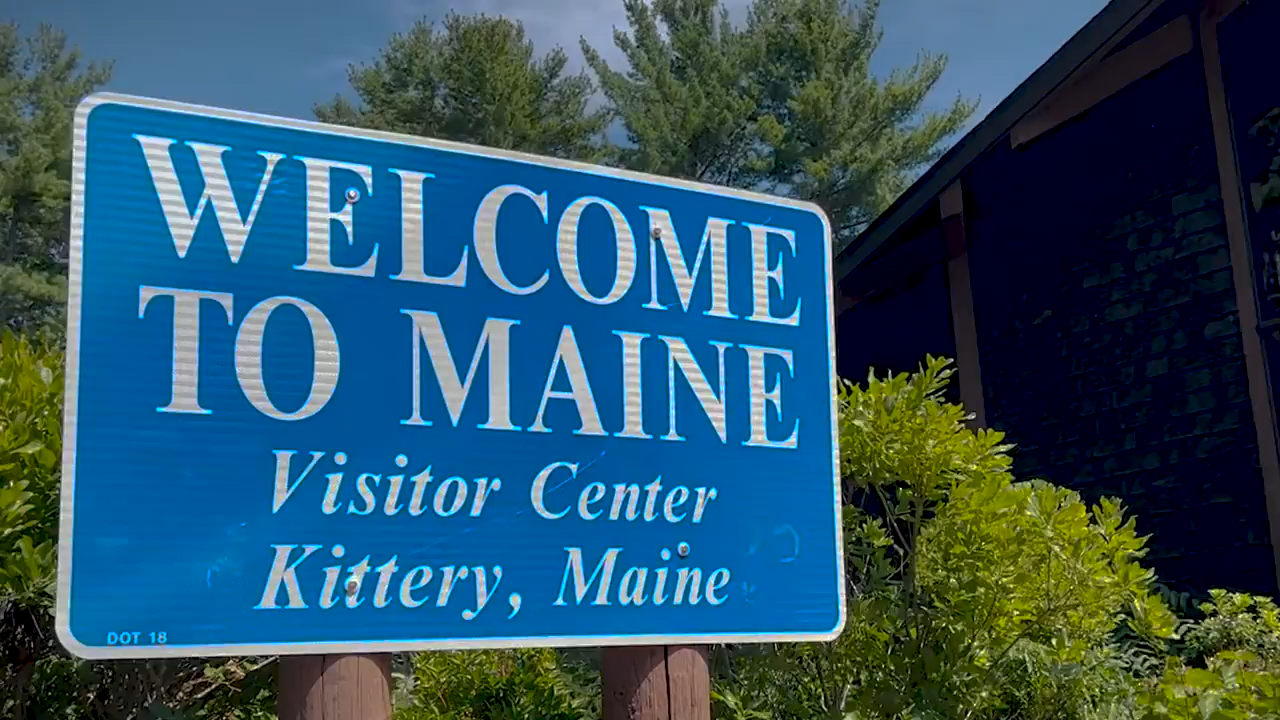 WELCOME
TO MAINE
Visitor Center
Kittery, Maine
DOT 18